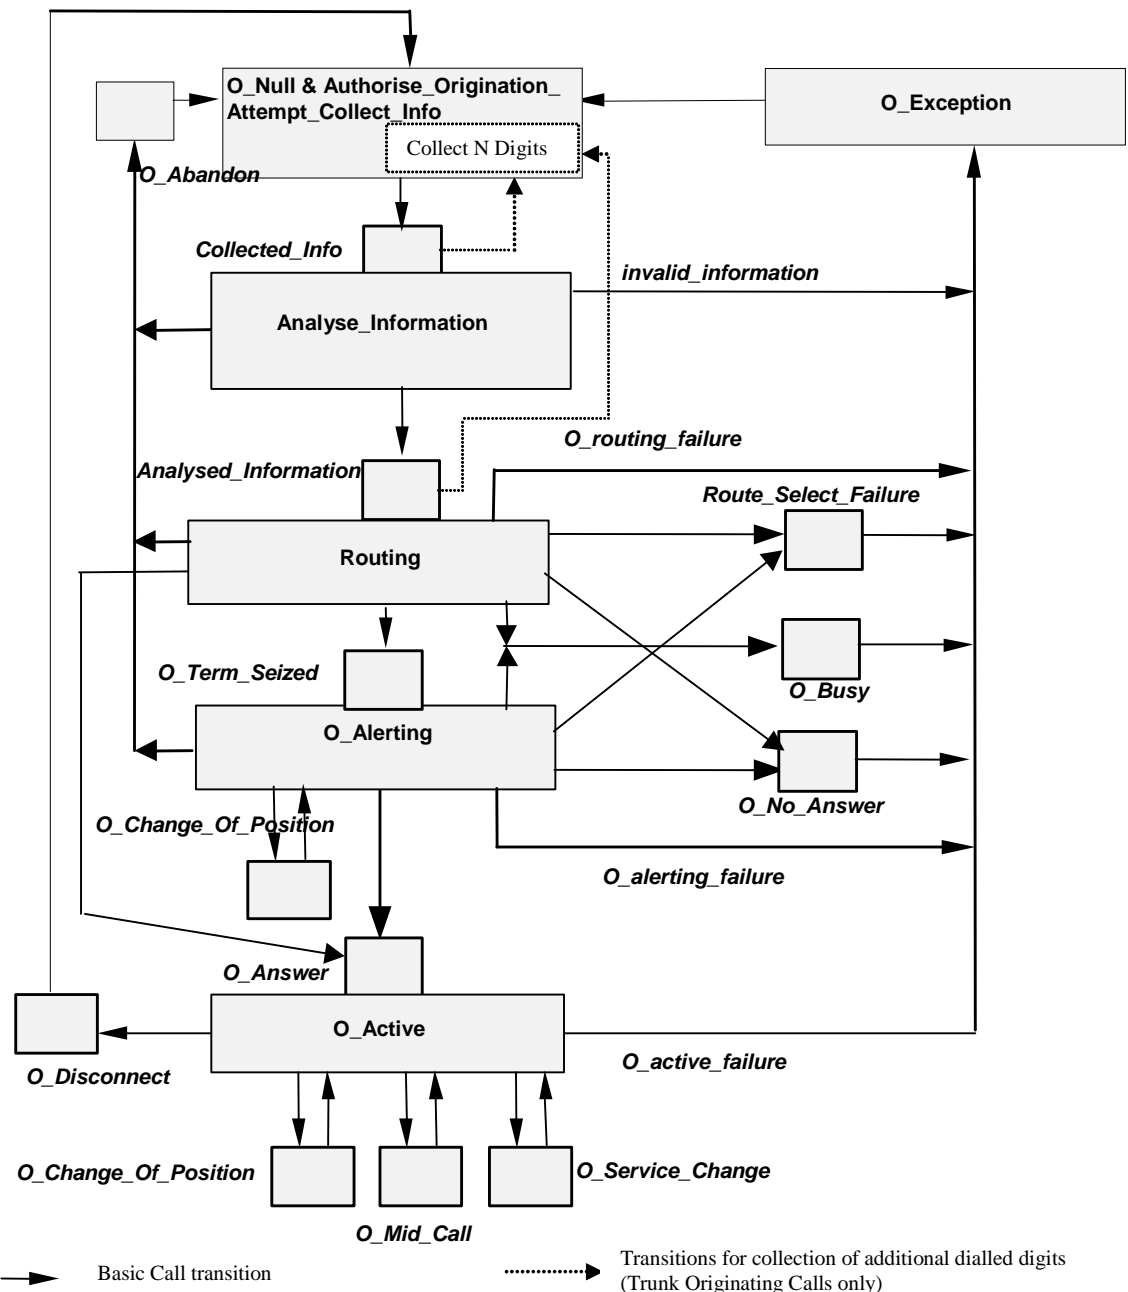 O_Null & Authorise_Origination_
Attempt_Collect_Info
O_Exception
Collect N Digits
O_Abandon
Collected_Info
invalid_information
Analyse_Information
O_routing_failure
Analysed_Information
Route_Select_Failure
Routing
O_Term_Seized
O_Busy
O_Alerting
O_No_Answer
O_Change_Of_Position
O_alerting_failure
O_Answer
O_Active
O_active_failure
O_Disconnect
O_Change_Of_Position
O_Service_Change
O_Mid_Call
Basic Call transition
Transitions for collection of additional dialled digits
(Trunk Originating Calls only)